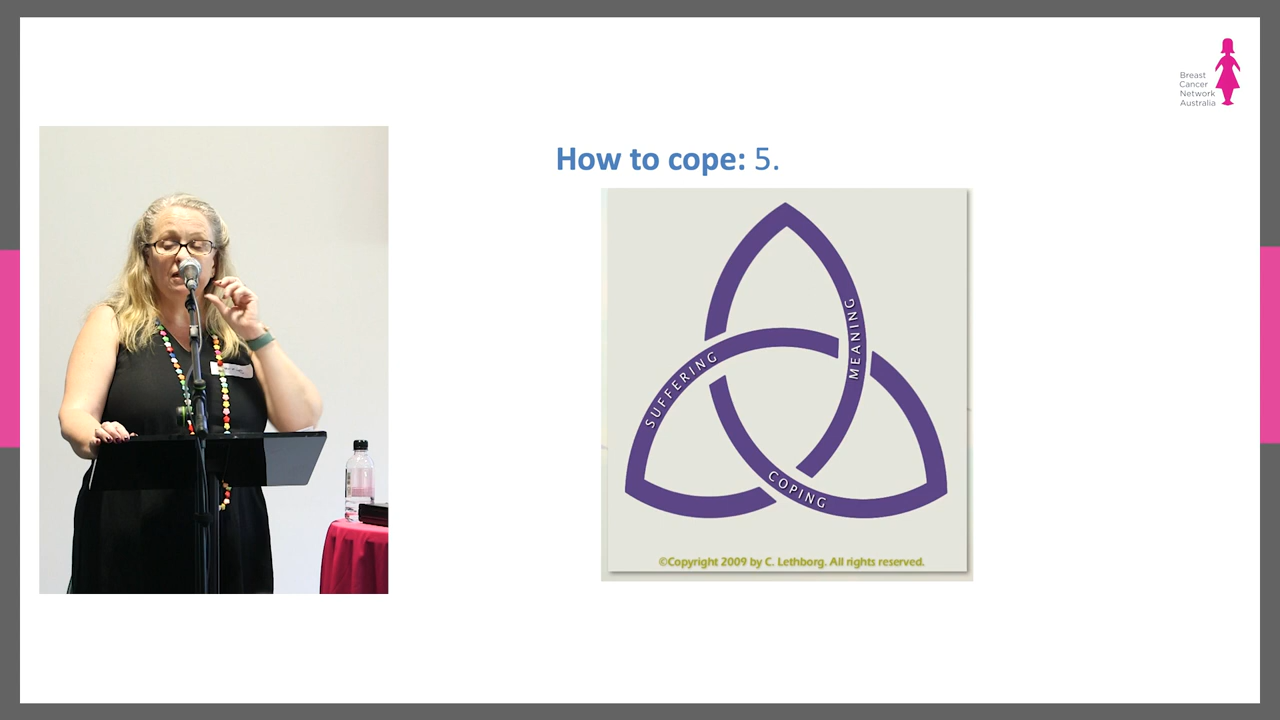 Breast
Cancer
Network
Australia
How to cope: 5.
SUFFERING
MEANING
COPING
©Copyright 2009 by C. Lethborg. All rights reserved.